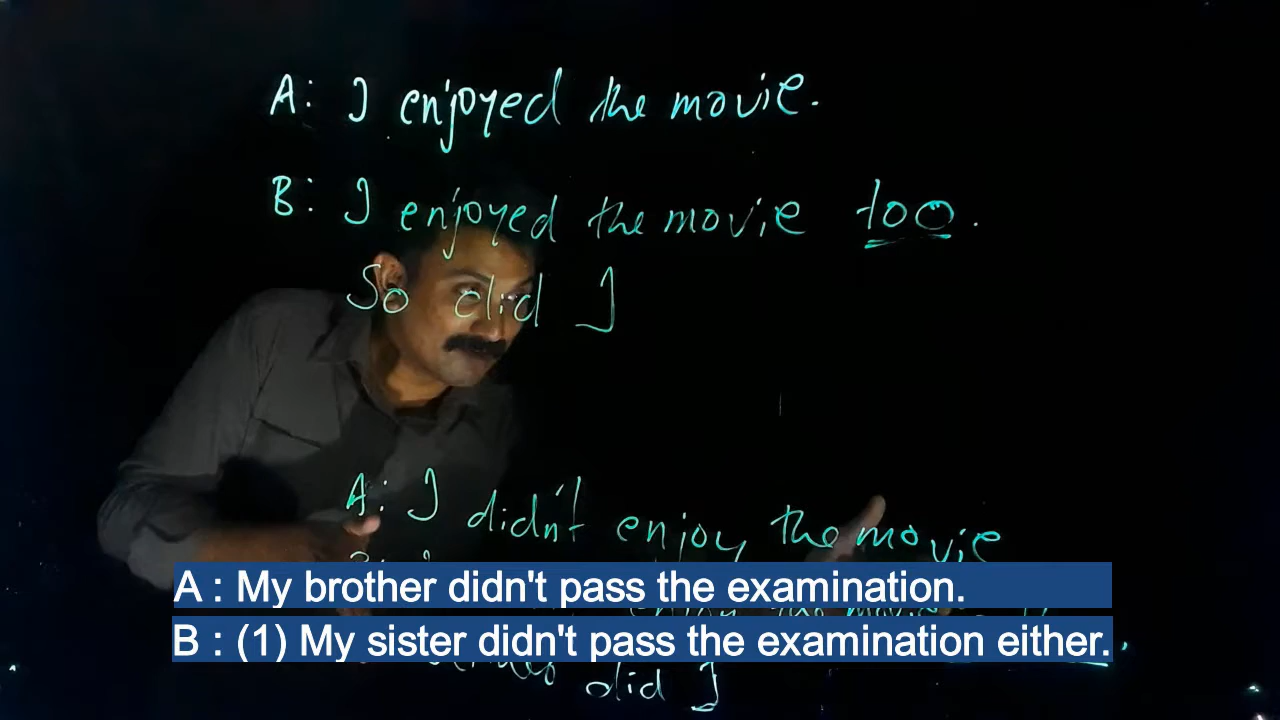 A: I enjoyed the movie.
B: I enjoyed the movie too.
So did I
A: I didn't enjoy the movie
A : My brother didn't pass the examination.
B : (1) My sister didn't pass the examination either.
did I